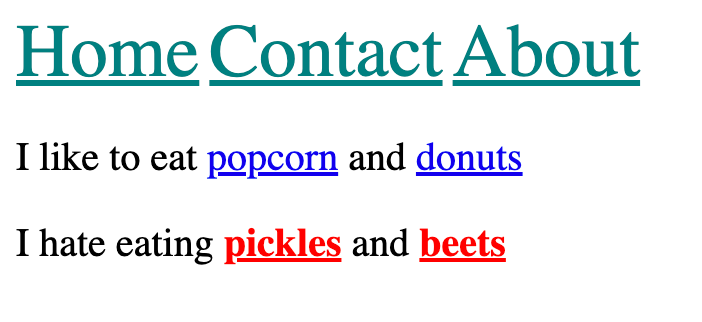 Home Contact About
I like to eat popcorn and donuts
I hate eating pickles and beets